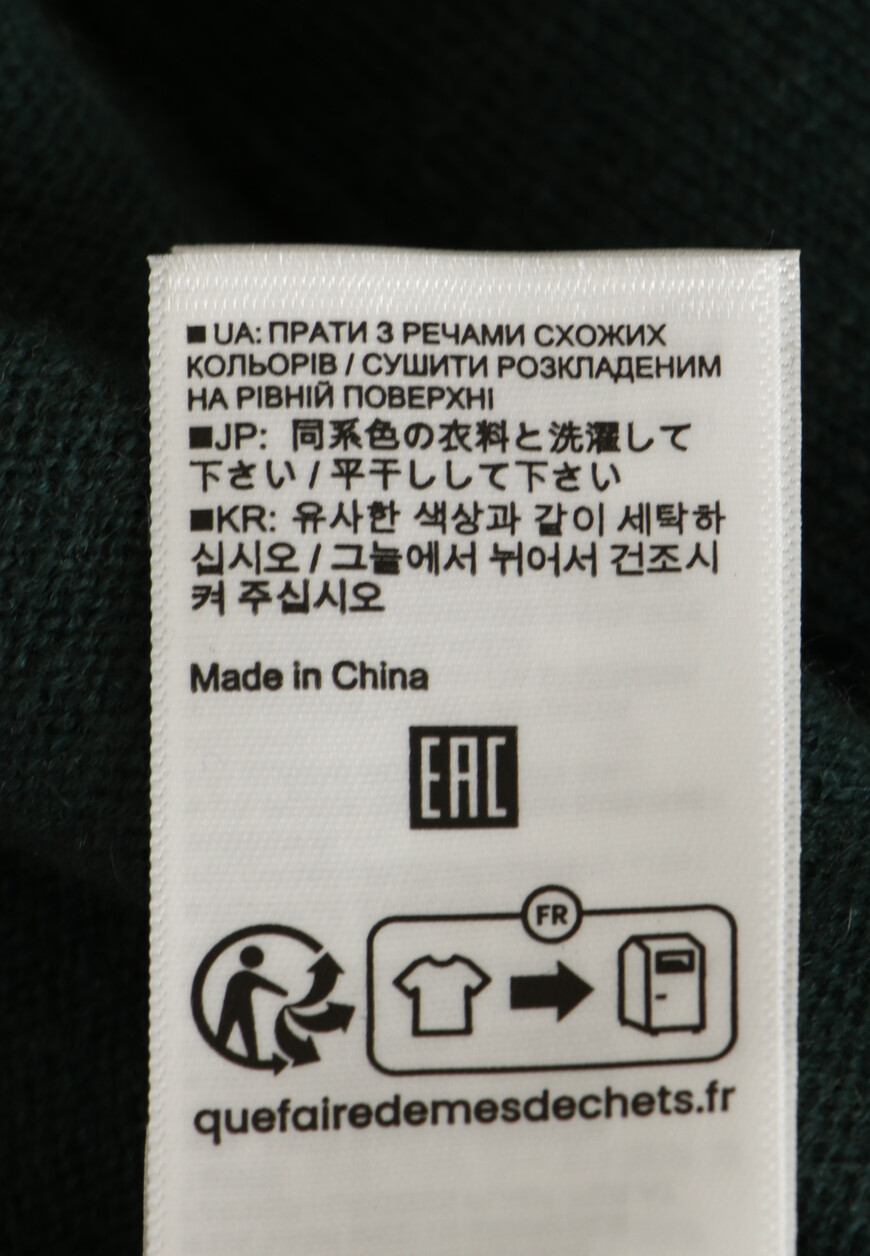 ■ UA: ПРАТИ З РЕЧАМИ СХОЖИХ
КОЛЬОРІВ / СУШИТИ РОЗКЛАДЕНИМ
НА РІВНІЙ ПОВЕРХНІ
■JP: 同系色の衣料と洗濯して
下さい / 平干しして下さい
■KR: 유사한 색상과 같이 세탁하
십시오 / 그늘에서 뉘어서 건조시
켜 주십시오
Made in China
EAC
FR
quefairedemesdechets.fr